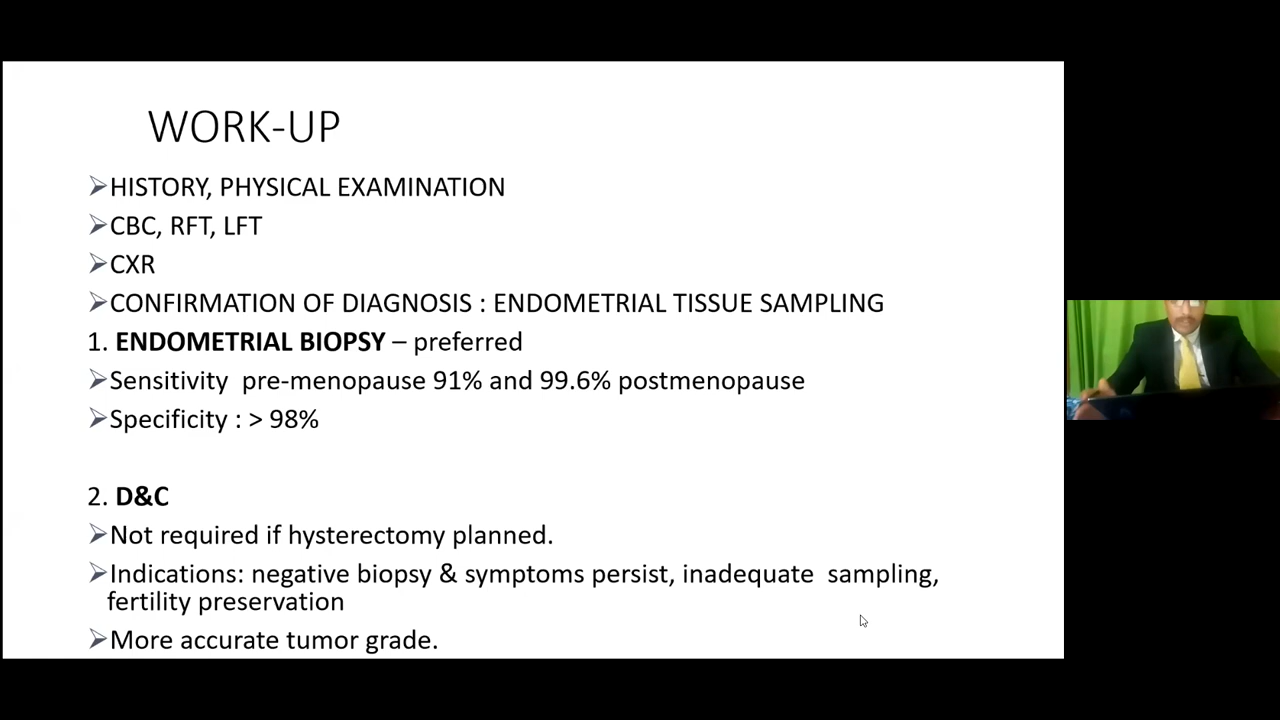 WORK-UP
➢HISTORY, PHYSICAL EXAMINATION
➢CBC, RFT, LFT
➢CXR
➢CONFIRMATION OF DIAGNOSIS : ENDOMETRIAL TISSUE SAMPLING
1. ENDOMETRIAL BIOPSY – preferred
➢Sensitivity  pre-menopause 91% and 99.6% postmenopause
➢Specificity : > 98%
2. D&C
➢Not required if hysterectomy planned.
➢Indications: negative biopsy & symptoms persist, inadequate  sampling,
fertility preservation
➢More accurate tumor grade.